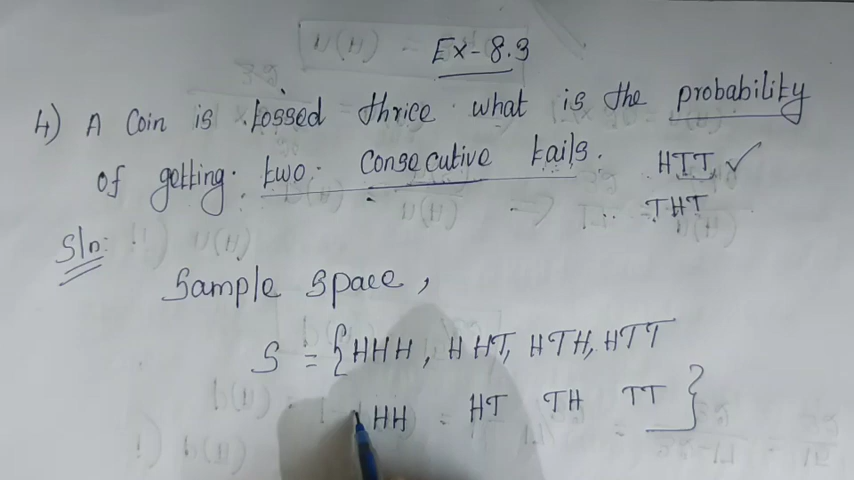 Ex-8.3
4) A Coin is tossed thrice what is the probability
of getting two consecutive tails.
HTT ✓
THT
Sln:
Sample space,
S = {HHH, HHT, HTH, HTT
HH HT TH TT}